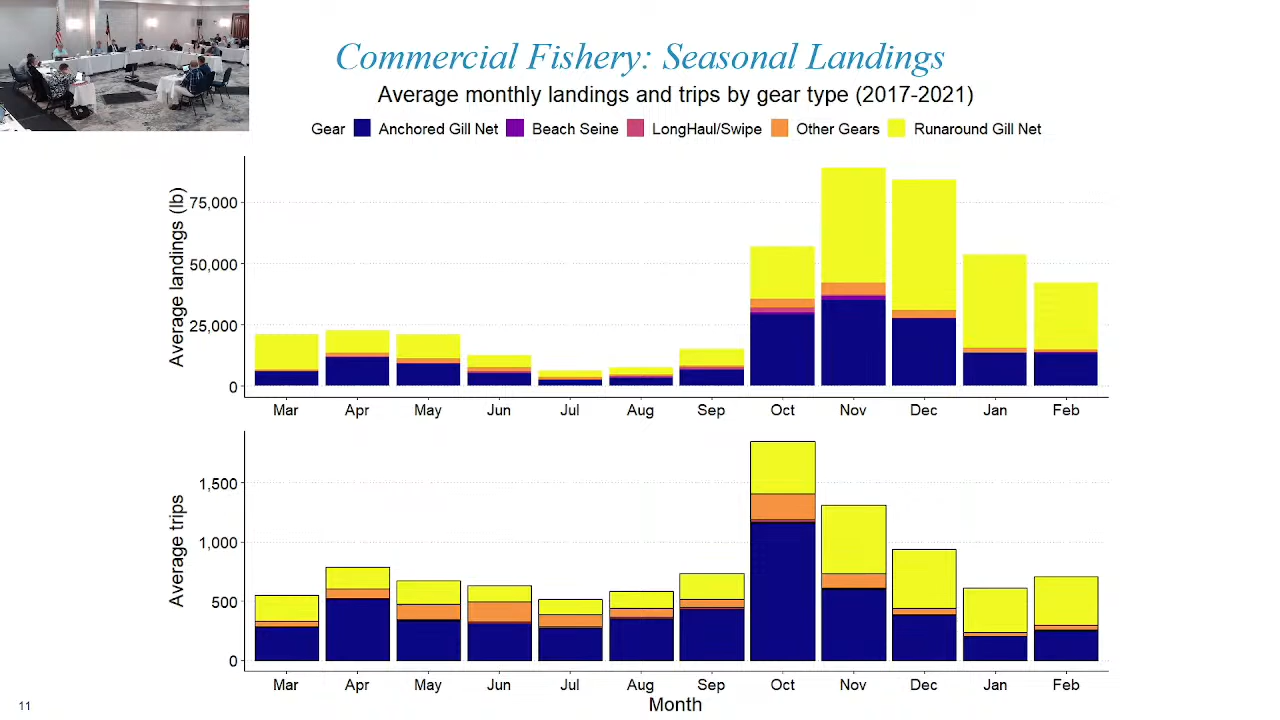 Commercial Fishery: Seasonal Landings
Average monthly landings and trips by gear type (2017-2021)
Gear Anchored Gill Net Beach Seine LongHaul/Swipe Other Gears Runaround Gill Net
Average landings (lb)
75,000
50,000
25,000
0
Mar Apr May Jun Jul Aug Sep Oct Nov Dec Jan Feb
Average trips
1,500
1,000
500
0
Mar Apr May Jun Jul Aug Sep Oct Nov Dec Jan Feb
Month
11